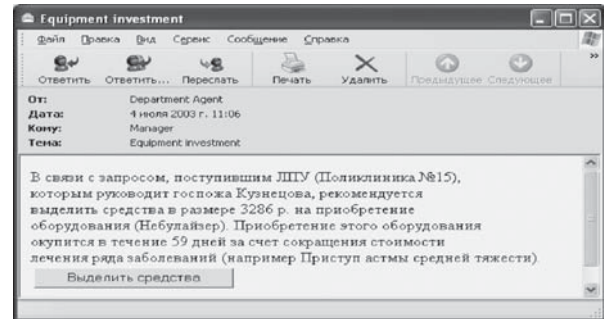 Equipment investment
Файл Правка Вид Сервис Сообщение Справка
Ответить Ответить... Переслать Печать Удалить Предыдущее Следующее
От: Department Agent
Дата: 4 июля 2003 г. 11:06
Кому: Manager
Тема: Equipment investment
В связи с запросом, поступившим ЛПУ (Поликлиника №15),
которым руководит госпожа Кузнецова, рекомендуется
выделить средства в размере 3286 р. на приобретение
оборудования (Небулайзер). Приобретение этого оборудования
окупится в течение 59 дней за счет сокращения стоимости
лечения ряда заболеваний (например Приступ астмы средней тяжести)
Выделить средства